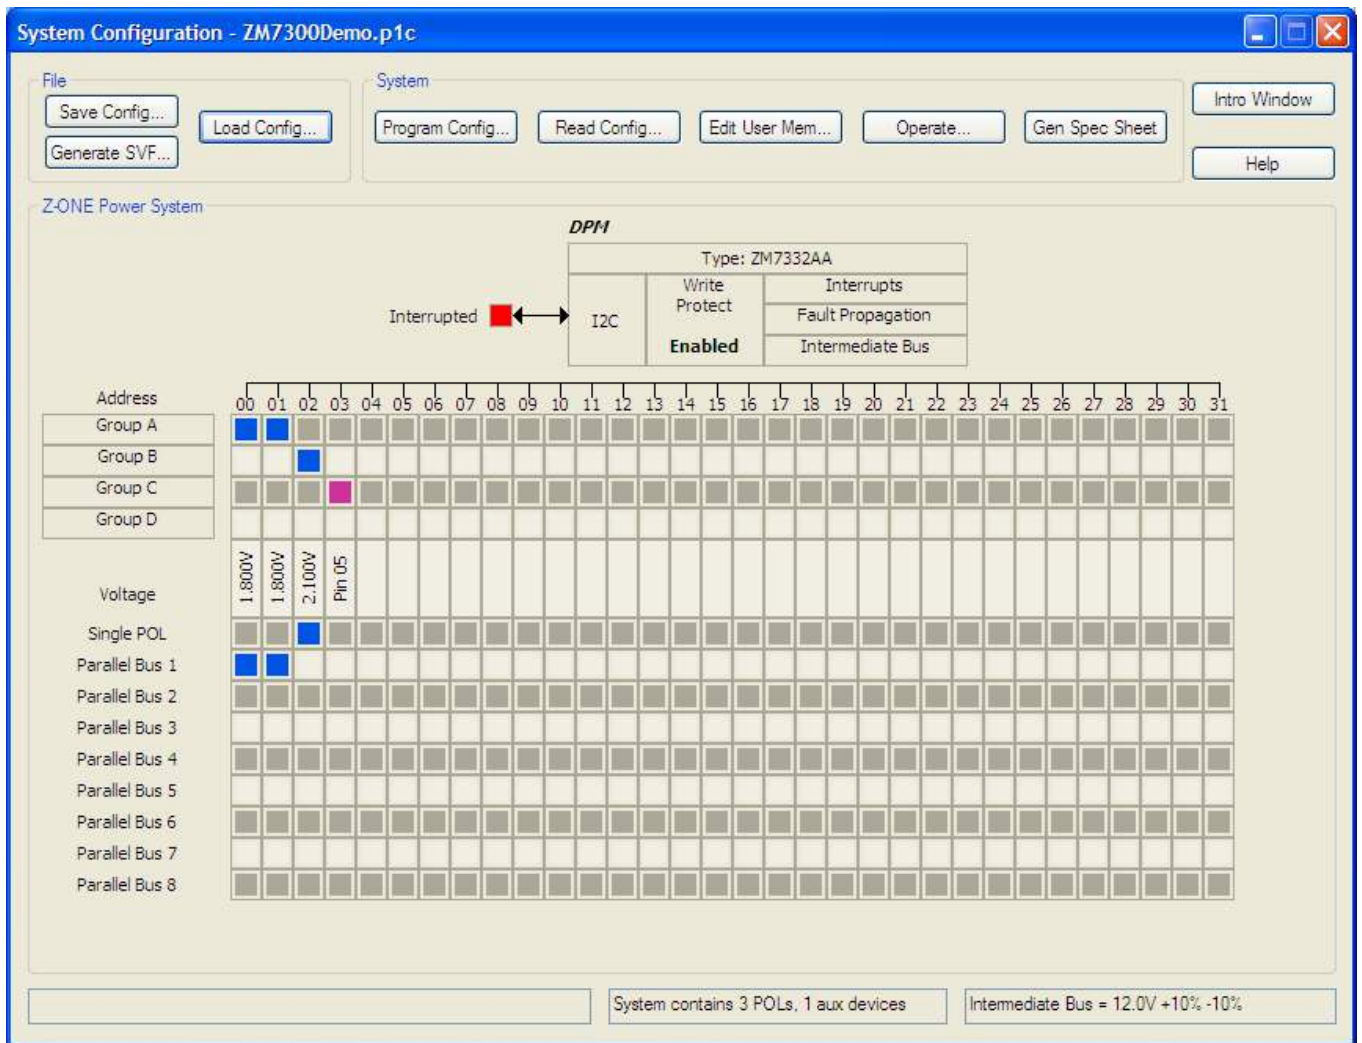 System Configuration - ZM7300Demo.p1c
File
System
Save Config...
Load Config...
Generate SVF...
Program Config...
Read Config...
Edit User Mem...
Operate...
Gen Spec Sheet
Intro Window
Help
Z-ONE Power System
DPM
Type: ZM7332AA
Interrupted
I2C
Write
Protect
Enabled
Interrupts
Fault Propagation
Intermediate Bus
Address 00 01 02 03 04 05 06 07 08 09 10 11 12 13 14 15 16 17 18 19 20 21 22 23 24 25 26 27 28 29 30 31
Group A
Group B
Group C
Group D
Voltage 1.800V 1.800V 2.100V Pin 05
Single POL
Parallel Bus 1
Parallel Bus 2
Parallel Bus 3
Parallel Bus 4
Parallel Bus 5
Parallel Bus 6
Parallel Bus 7
Parallel Bus 8
System contains 3 POLs, 1 aux devices
Intermediate Bus = 12.0V +10% -10%